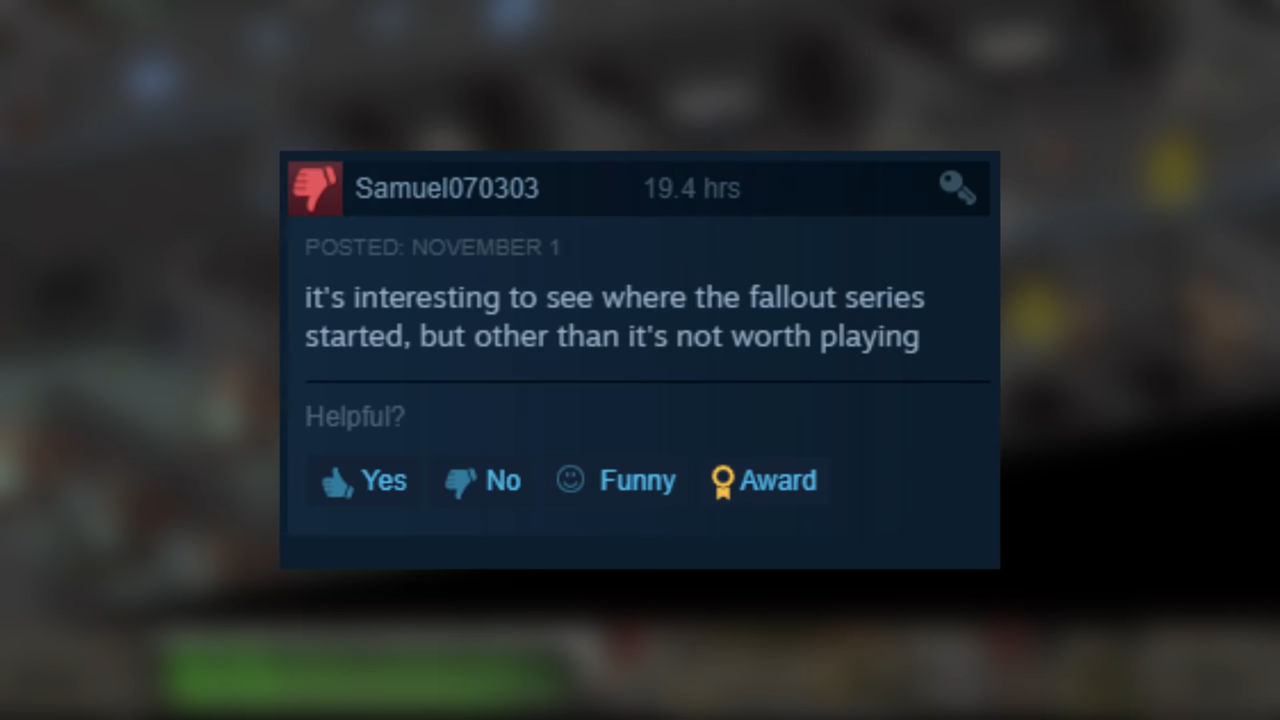 Samuel070303 19.4 hrs
POSTED: NOVEMBER 1
it's interesting to see where the fallout series
started, but other than it's not worth playing
Helpful?
Yes No Funny Award